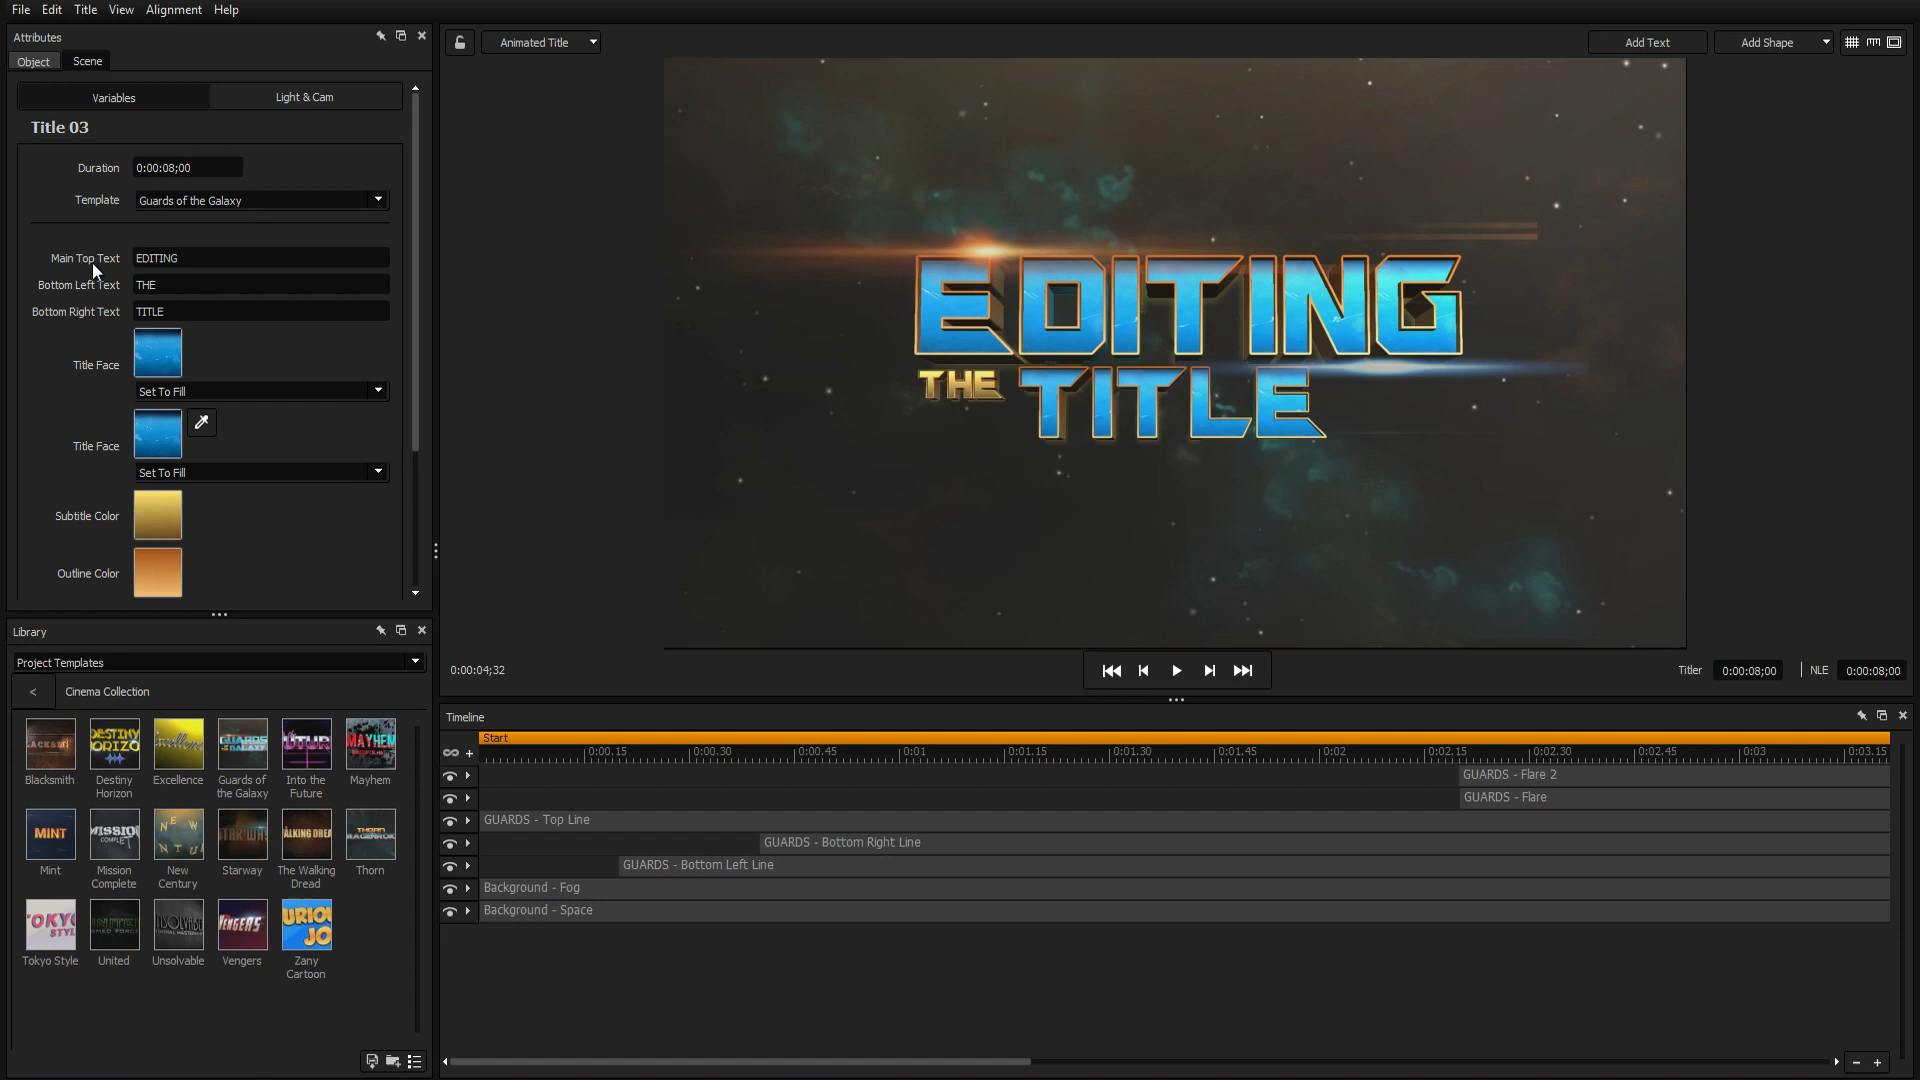 File Edit Title View Alignment Help
Attributes
Object Scene
Variables Light & Cam
Title 03
Duration 0:00:08;00
Template Guards of the Galaxy
Main Top Text EDITING
Bottom Left Text THE
Bottom Right Text TITLE
Title Face
Set To Fill
Title Face
Set To Fill
Subtitle Color
Outline Color
Library
Project Templates
< Cinema Collection
Blacksmith
Destiny Horizon
Excellence
Guards of the Galaxy
Into the Future
Mayhem
Mint
Mission Complete
New Century
Starway
The Walking Dread
Thorn
Tokyo Style
United
Unsolvable
Vengers
Zany Cartoon
Animated Title
Add Text Add Shape
EDITING
THE TITLE
0:00:04;32
Titler 0:00:08;00 NLE 0:00:08;00
Timeline
Start
0:00.15 0:00.30 0:00.45 0:01 0:01.15 0:01.30 0:01.45 0:02 0:02.15 0:02.30 0:02.45 0:03 0:03.15
GUARDS - Flare 2
GUARDS - Flare
GUARDS - Top Line
GUARDS - Bottom Right Line
GUARDS - Bottom Left Line
Background - Fog
Background - Space